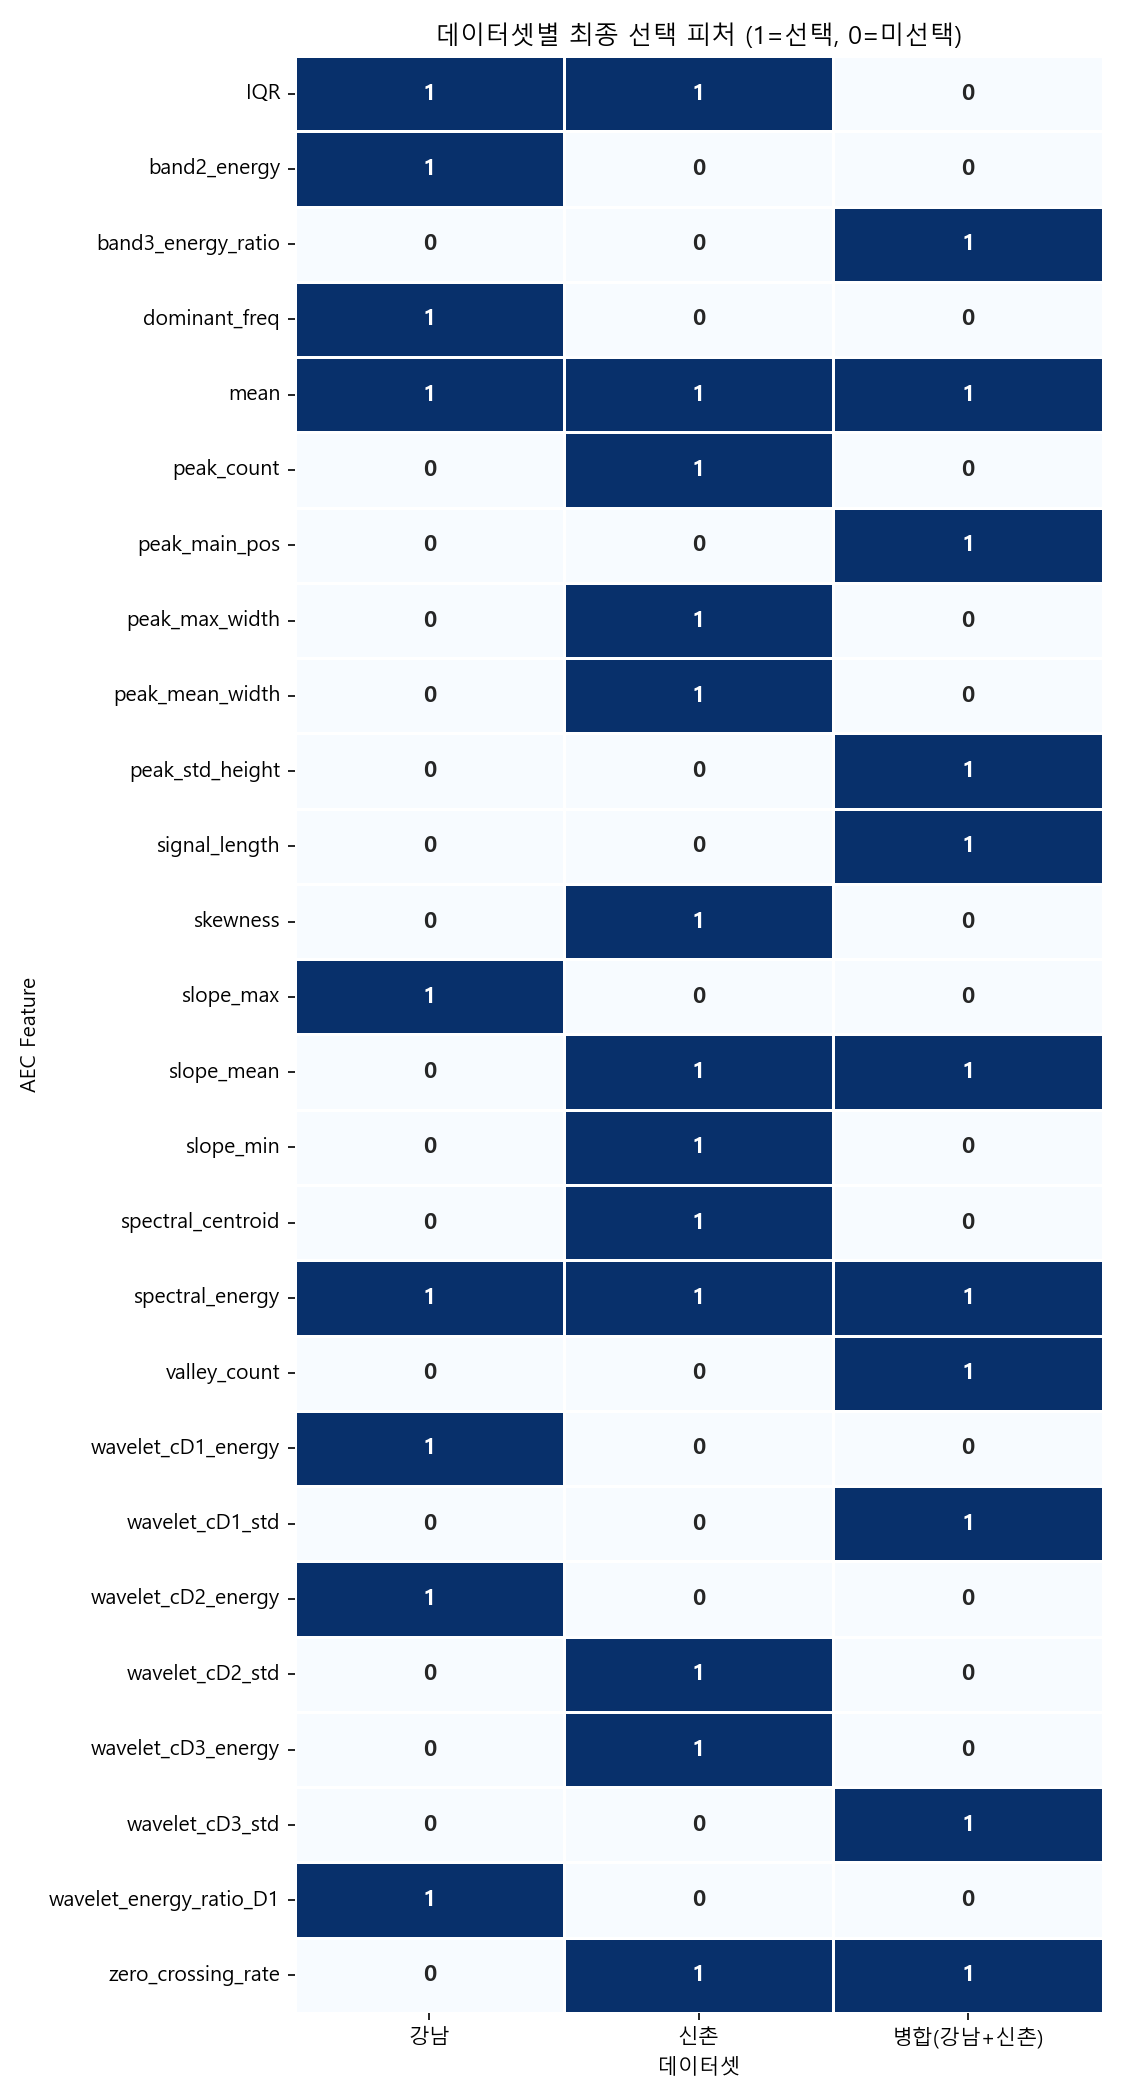 데이터셋별 최종 선택 피처 (1=선택, 0=미선택)
IQR 1 1 0
band2_energy 1 0 0
band3_energy_ratio 0 0 1
dominant_freq 1 0 0
mean 1 1 1
peak_count 0 1 0
peak_main_pos 0 0 1
peak_max_width 0 1 0
peak_mean_width 0 1 0
peak_std_height 0 0 1
signal_length 0 0 1
skewness 0 1 0
slope_max 1 0 0
slope_mean 0 1 1
slope_min 0 1 0
spectral_centroid 0 1 0
spectral_energy 1 1 1
valley_count 0 0 1
wavelet_cD1_energy 1 0 0
wavelet_cD1_std 0 0 1
wavelet_cD2_energy 1 0 0
wavelet_cD2_std 0 1 0
wavelet_cD3_energy 0 1 0
wavelet_cD3_std 0 0 1
wavelet_energy_ratio_D1 1 0 0
zero_crossing_rate 0 1 1
AEC Feature
강남 신촌 병합(강남+신촌)
데이터셋